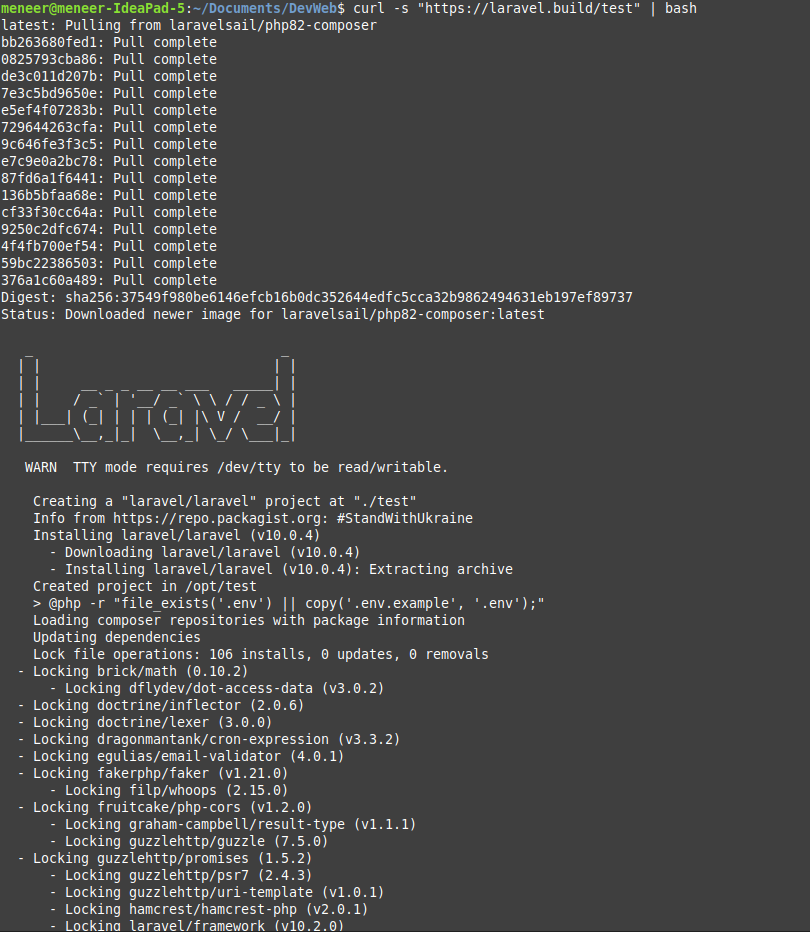 meneer@meneer-IdeaPad-5:~/Documents/DevWeb$ curl -s "https://laravel.build/test" | bash
latest: Pulling from laravelsail/php82-composer
bb263680fed1: Pull complete
0825793cba86: Pull complete
de3c011d207b: Pull complete
7e3c5bd9650e: Pull complete
e5ef4f07283b: Pull complete
729644263cfa: Pull complete
9c646fe3f3c5: Pull complete
e7c9e0a2bc78: Pull complete
87fd6a1f6441: Pull complete
136b5bfaa68e: Pull complete
cf33f30cc64a: Pull complete
9250c2dfc674: Pull complete
4f4fb700ef54: Pull complete
59bc22386503: Pull complete
376a1c60a489: Pull complete
Digest: sha256:37549f980be6146efcb16b0dc352644edfc5cca32b9862494631eb197ef89737
Status: Downloaded newer image for laravelsail/php82-composer:latest
Laravel
WARN  TTY mode requires /dev/tty to be read/writable.
Creating a "laravel/laravel" project at "./test"
Info from https://repo.packagist.org: #StandWithUkraine
Installing laravel/laravel (v10.0.4)
- Downloading laravel/laravel (v10.0.4)
- Installing laravel/laravel (v10.0.4): Extracting archive
Created project in /opt/test
> @php -r "file_exists('.env') || copy('.env.example', '.env');"
Loading composer repositories with package information
Updating dependencies
Lock file operations: 106 installs, 0 updates, 0 removals
- Locking brick/math (0.10.2)
- Locking dflydev/dot-access-data (v3.0.2)
- Locking doctrine/inflector (2.0.6)
- Locking doctrine/lexer (3.0.0)
- Locking dragonmantank/cron-expression (v3.3.2)
- Locking egulias/email-validator (4.0.1)
- Locking fakerphp/faker (v1.21.0)
- Locking filp/whoops (2.15.0)
- Locking fruitcake/php-cors (v1.2.0)
- Locking graham-campbell/result-type (v1.1.1)
- Locking guzzlehttp/guzzle (7.5.0)
- Locking guzzlehttp/promises (1.5.2)
- Locking guzzlehttp/psr7 (2.4.3)
- Locking guzzlehttp/uri-template (v1.0.1)
- Locking hamcrest/hamcrest-php (v2.0.1)
- Locking laravel/framework (v10.2.0)